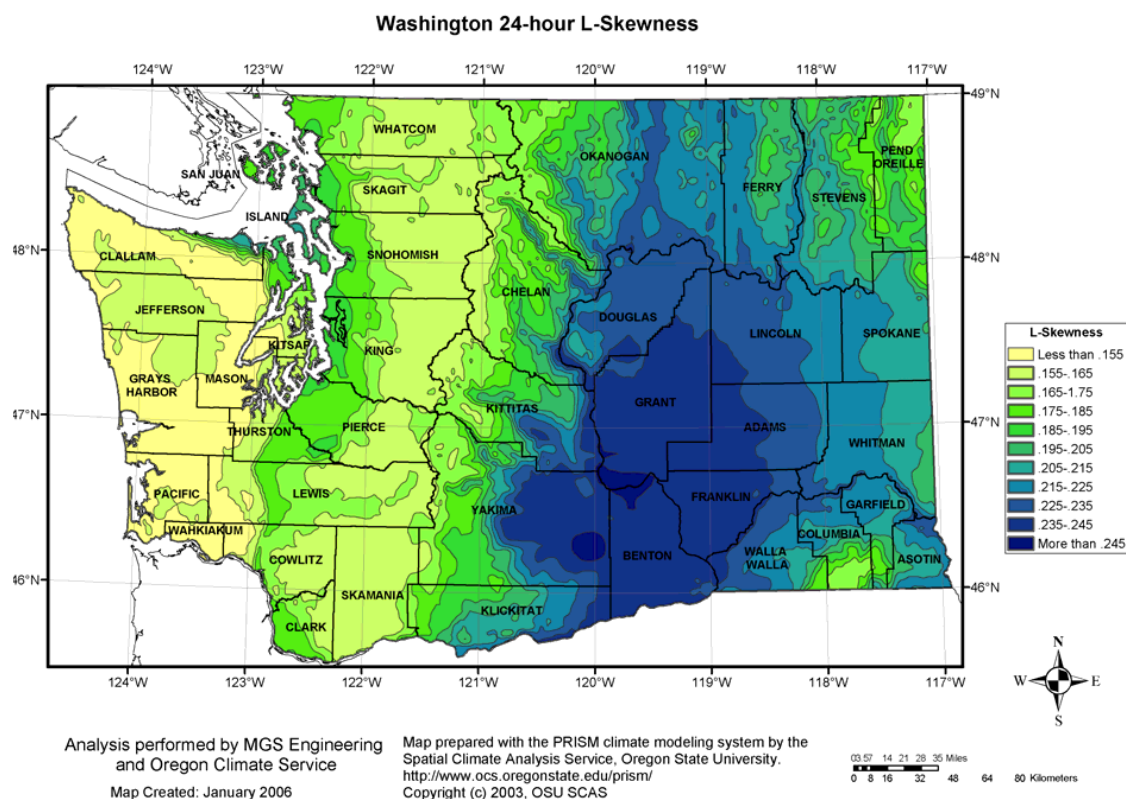 Washington 24-hour L-Skewness
124°W 123°W 122°W 121°W 120°W 119°W 118°W 117°W
49°N 
48°N 48°N
47°N 47°N
46°N 46°N
WHATCOM
SAN JUAN
SKAGIT
ISLAND
OKANOGAN
FERRY
STEVENS
PEND
OREILLE
CLALLAM
SNOHOMISH
CHELAN
JEFFERSON
DOUGLAS
LINCOLN
SPOKANE
KITSAP
KING
GRAYS
HARBOR
MASON
KITTITAS
GRANT
THURSTON
PIERCE
ADAMS
WHITMAN
PACIFIC
LEWIS
YAKIMA
FRANKLIN
GARFIELD
WAHKIAKUM
COWLITZ
BENTON
WALLA
WALLA
COLUMBIA
ASOTIN
SKAMANIA
KLICKITAT
CLARK
124°W 123°W 122°W 121°W 120°W 119°W 118°W 117°W
L-Skewness
Less than .155
.155-.165
.165-1.75
.175-.185
.185-.195
.195-.205
.205-.215
.215-.225
.225-.235
.235-.245
More than .245
N
W E
S
Analysis performed by MGS Engineering
and Oregon Climate Service
Map Created: January 2006
Map prepared with the PRISM climate modeling system by the
Spatial Climate Analysis Service, Oregon State University.
http://www.ocs.oregonstate.edu/prism/
Copyright (c) 2003, OSU SCAS
03.57 14 21 28 35 Miles
0 8 16 32 48 64 80 Kilometers